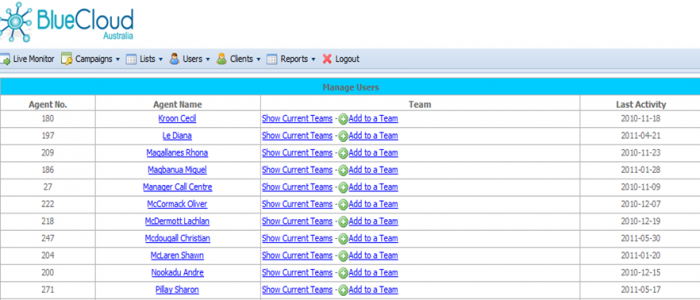 BlueCloud
Australia
Live Monitor Campaigns Lists Users Clients Reports Logout
Manage Users
Agent No. Agent Name Team Last Activity
180 Kroon Cecil Show Current Teams - Add to a Team 2010-11-18
197 Le Diana Show Current Teams - Add to a Team 2011-04-21
209 Magallanes Rhona Show Current Teams - Add to a Team 2010-11-23
186 Magbanua Miguel Show Current Teams - Add to a Team 2011-01-28
27 Manager Call Centre Show Current Teams - Add to a Team 2010-11-09
222 McCormack Oliver Show Current Teams - Add to a Team 2010-12-07
218 McDermott Lachlan Show Current Teams - Add to a Team 2010-12-19
247 Mcdougall Christian Show Current Teams - Add to a Team 2011-05-30
204 McLaren Shawn Show Current Teams - Add to a Team 2011-01-20
200 Nookadu Andre Show Current Teams - Add to a Team 2010-12-15
271 Pillay Sharon Show Current Teams - Add to a Team 2011-05-17